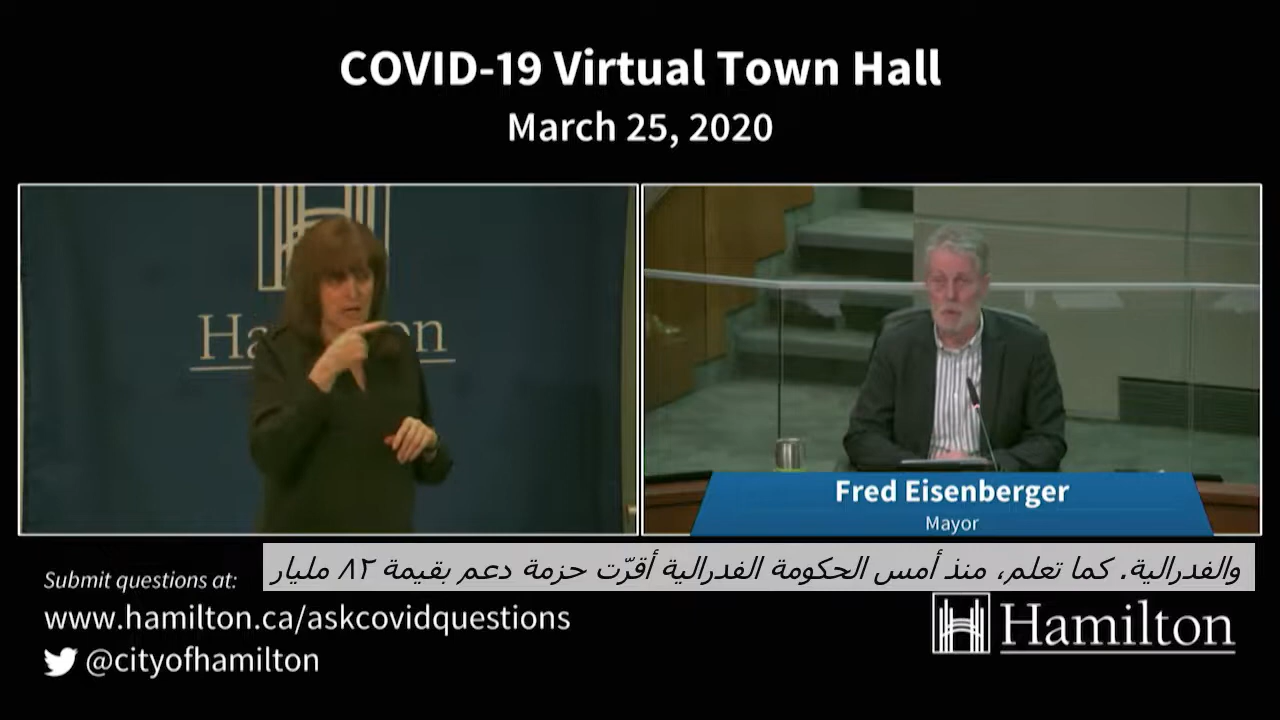 COVID-19 Virtual Town Hall
March 25, 2020
Hamilton
Fred Eisenberger
Mayor
والفدرالية. كما تعلم، منذ أمس الحكومة الفدرالية أقرّت حزمة دعم بقيمة ٨٢ مليار
Submit questions at:
www.hamilton.ca/askcovidquestions
@cityofhamilton
Hamilton